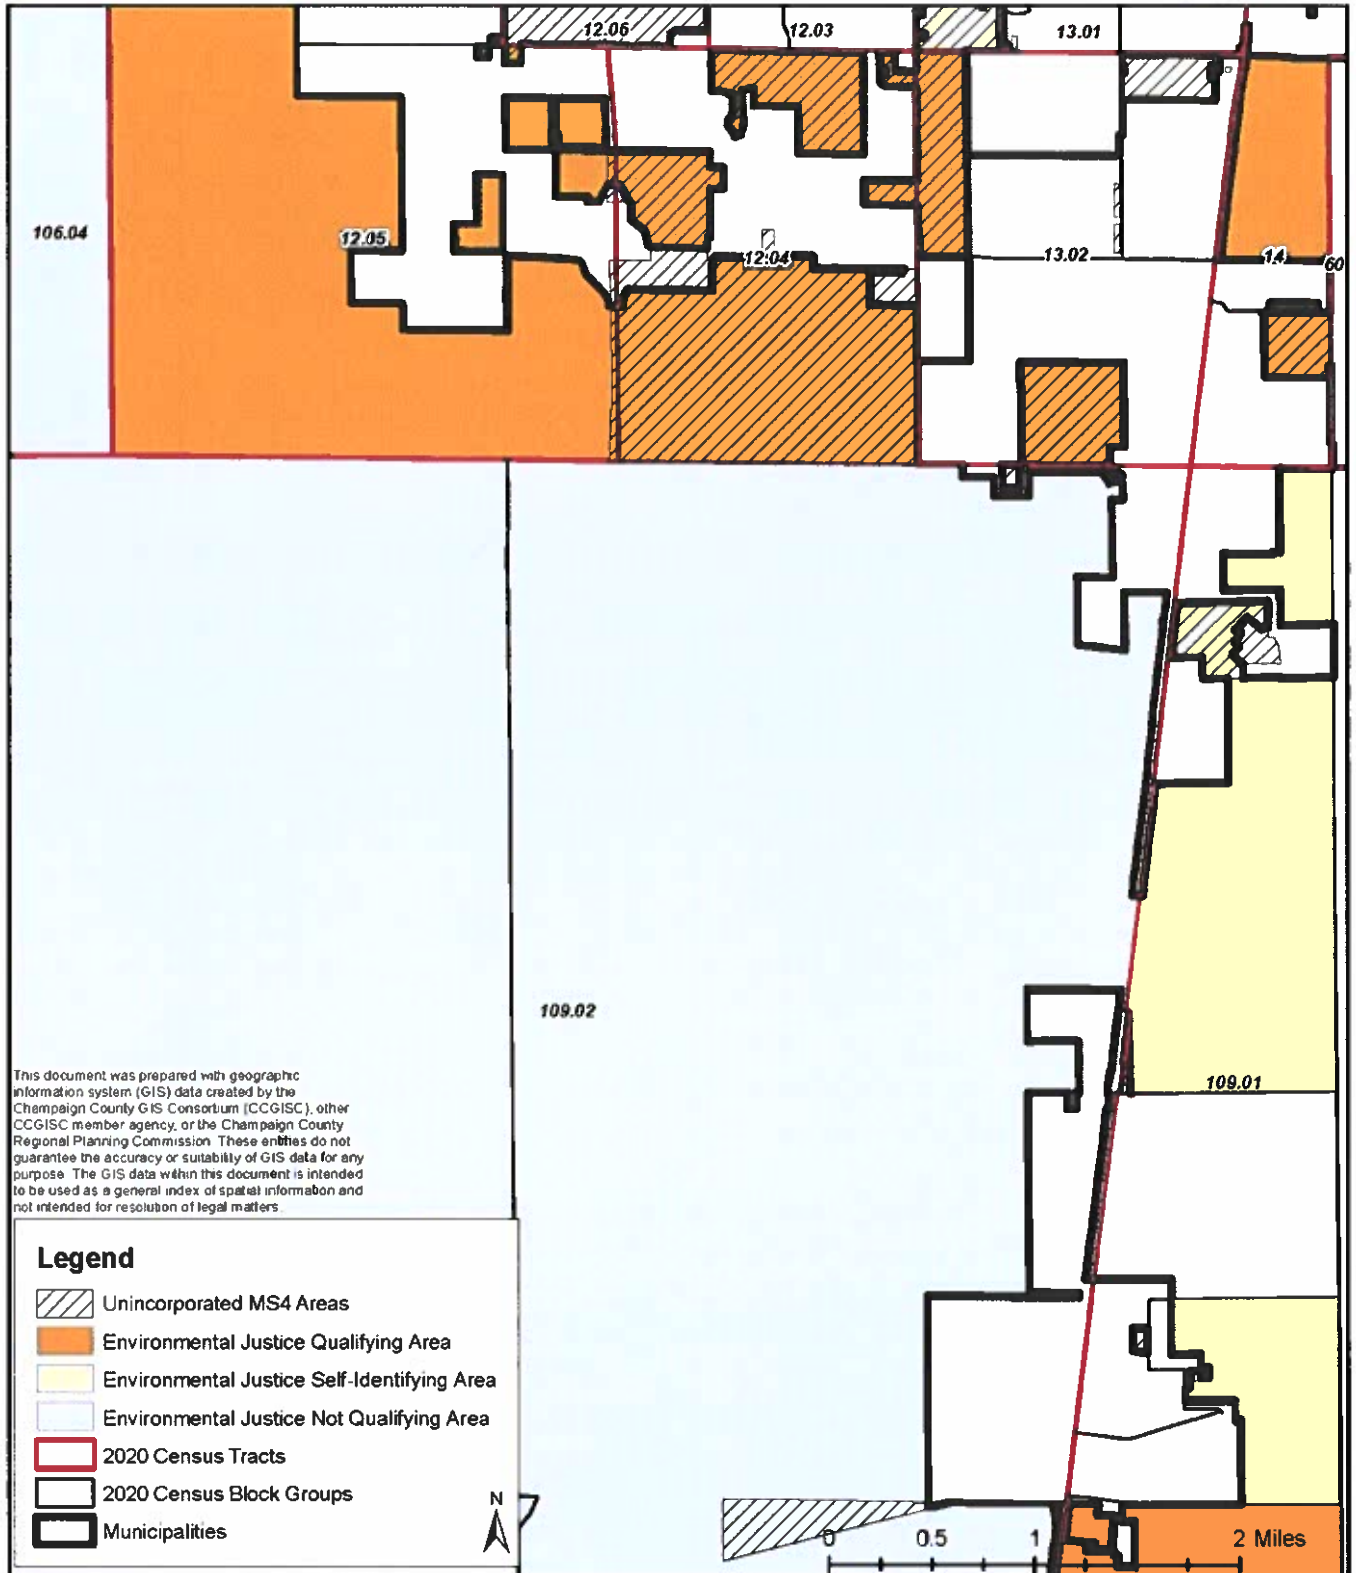 12.06
12.03
13.01
106.04
12.05
12.04
13.02
14
60
109.02
109.01
This document was prepared with geographic
information system (GIS) data created by the
Champaign County GIS Consortium (CCGISC), other
CCGISC member agency, or the Champaign County
Regional Planning Commission. These entities do not
guarantee the accuracy or suitability of GIS data for any
purpose. The GIS data within this document is intended
to be used as a general index of spatial information and
not intended for resolution of legal matters.
Legend
Unincorporated MS4 Areas
Environmental Justice Qualifying Area
Environmental Justice Self-Identifying Area
Environmental Justice Not Qualifying Area
2020 Census Tracts
2020 Census Block Groups
Municipalities
N
0 0.5 1 2 Miles